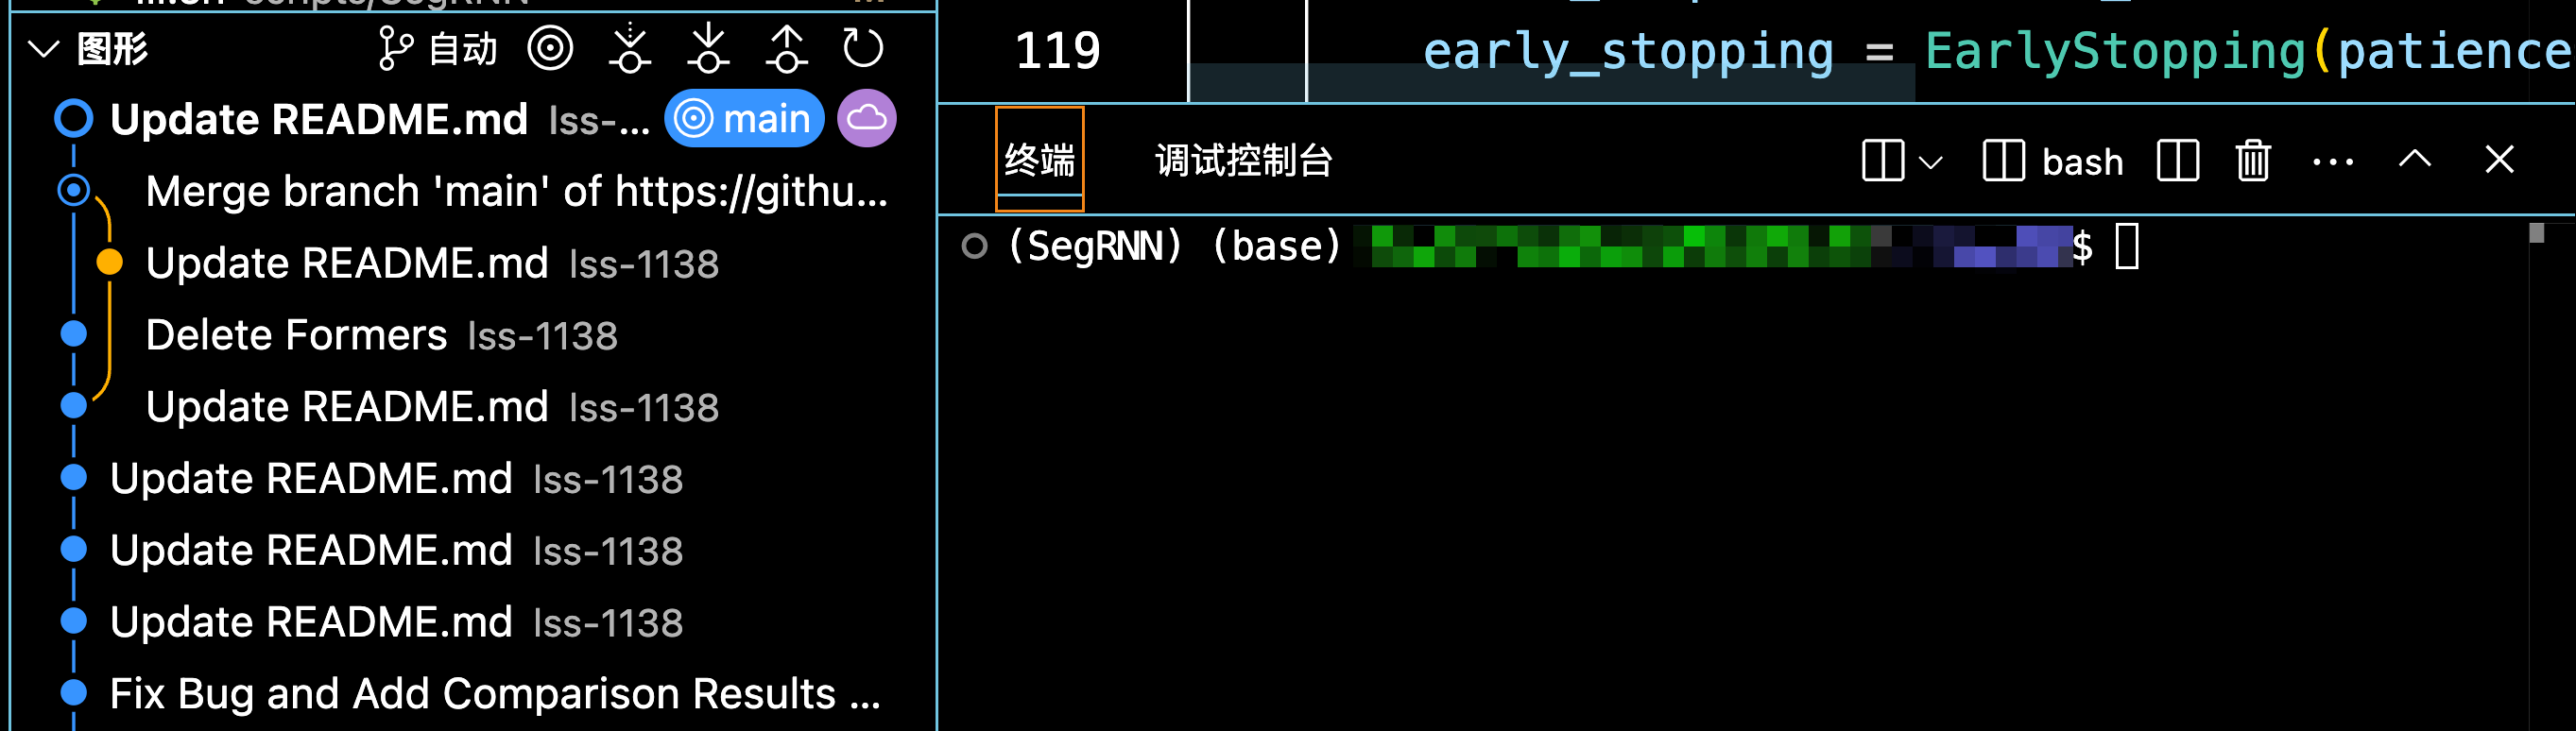 图形 自动
Update README.md lss-... main
Merge branch 'main' of https://githu...
Update README.md lss-1138
Delete Formers lss-1138
Update README.md lss-1138
Update README.md lss-1138
Update README.md lss-1138
Update README.md lss-1138
Fix Bug and Add Comparison Results ...
119 early_stopping = EarlyStopping(patience
终端 调试控制台 bash
(SegRNN) (base) $